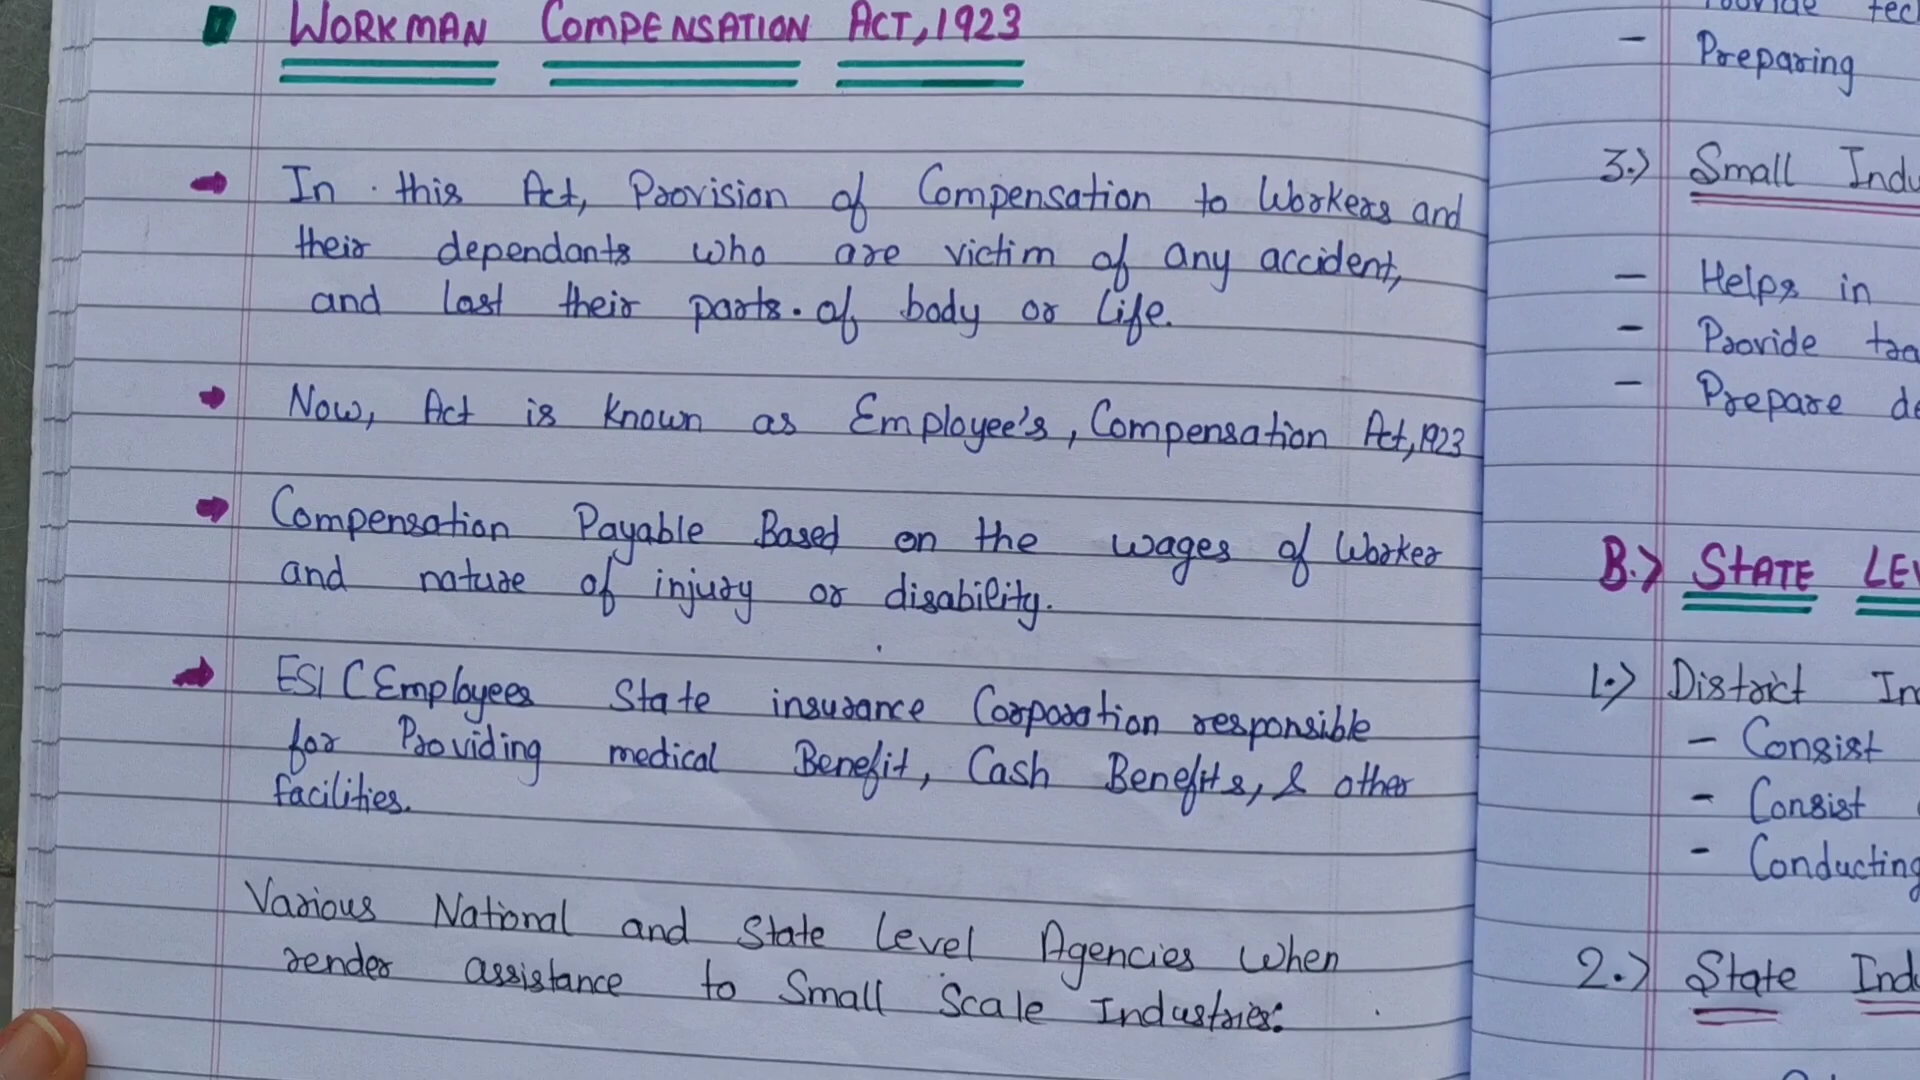 WORKMAN COMPENSATION ACT, 1923
→ In this Act, Provision of Compensation to Workers and
their dependants who are victim of any accident,
and last their parts of body or life.
→ Now, Act is known as Employee's, Compensation Act, 1923
→ Compensation Payable Based on the wages of Worker
and nature of injury or disability.
→ ESI CEmployees State insurance Corporation responsible
for Providing medical Benefit, Cash Benefits, & other
facilities.
Various National and State Level Agencies When
render assistance to Small Scale Industries:
- Preparing
3.) Small
- Helps in
- Provide
- Prepare
B.) STATE
1.) District
- Consist
- Consist
- Conducting
2.) State